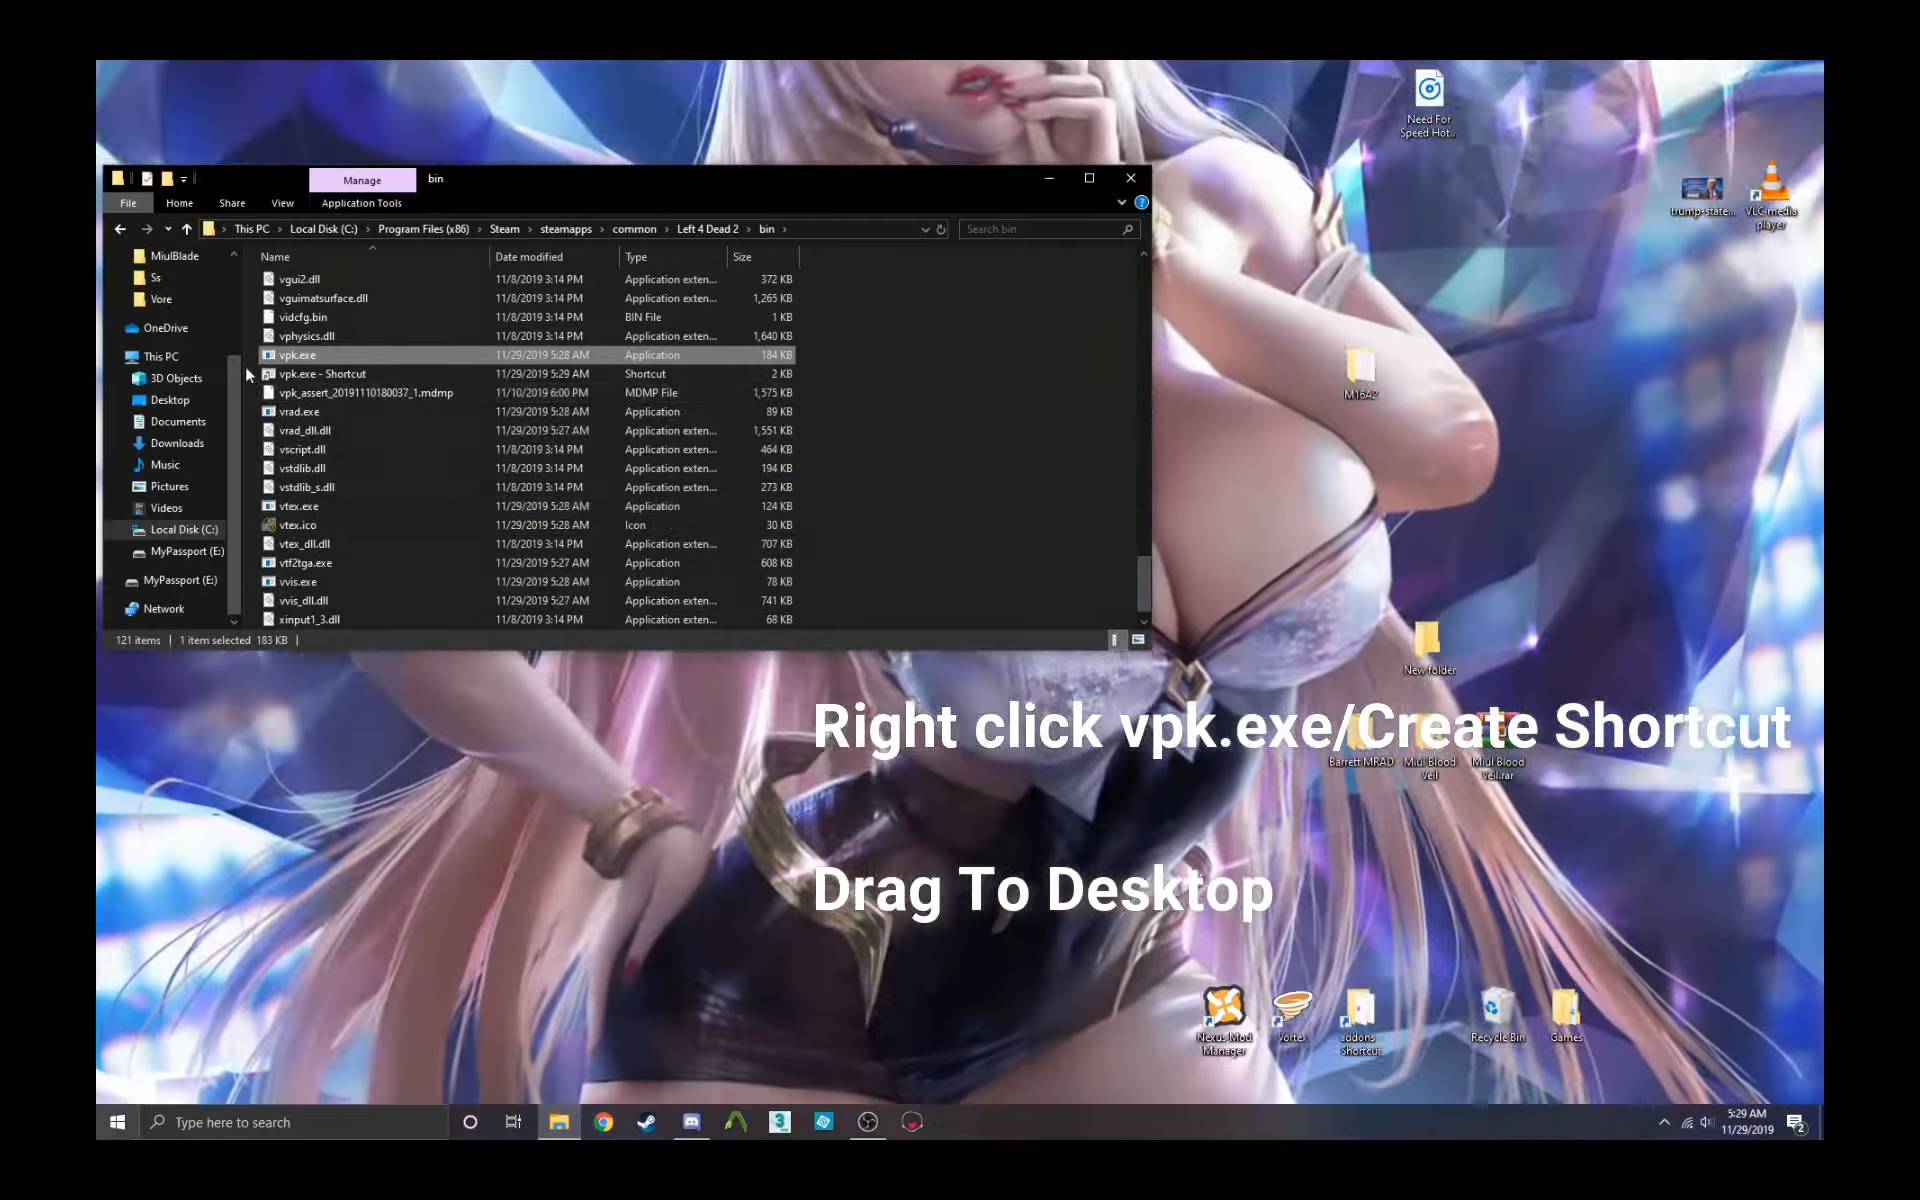 Need For
Speed Hot..
trump-state...
VLC media
player
Manage
bin
File
Home
Share
View
Application Tools
This PC > Local Disk (C:) > Program Files (x86) > Steam > steamapps > common > Left 4 Dead 2 > bin >
Search bin
Name
Date modified
Type
Size
MiulBlade
Ss
Vore
OneDrive
This PC
3D Objects
Desktop
Documents
Downloads
Music
Pictures
Videos
Local Disk (C:)
MyPassport (E:)
MyPassport (E:)
Network
vgui2.dll 11/8/2019 3:14 PM Application exten... 372 KB
vguimatsurface.dll 11/8/2019 3:14 PM Application exten... 1,265 KB
vidcfg.bin 11/8/2019 3:14 PM BIN File 1 KB
vphysics.dll 11/8/2019 3:14 PM Application exten... 1,640 KB
vpk.exe 11/29/2019 5:28 AM Application 184 KB
vpk.exe - Shortcut 11/29/2019 5:29 AM Shortcut 2 KB
vpk_assert_20191110180037_1.mdmp 11/10/2019 6:00 PM MDMP File 1,575 KB
vrad.exe 11/29/2019 5:28 AM Application 89 KB
vrad_dll.dll 11/29/2019 5:27 AM Application exten... 1,551 KB
vscript.dll 11/8/2019 3:14 PM Application exten... 464 KB
vstdlib.dll 11/8/2019 3:14 PM Application exten... 194 KB
vstdlib_s.dll 11/8/2019 3:14 PM Application exten... 273 KB
vtex.exe 11/29/2019 5:28 AM Application 124 KB
vtex.ico 11/29/2019 5:28 AM Icon 30 KB
vtex_dll.dll 11/8/2019 3:14 PM Application exten... 707 KB
vtf2tga.exe 11/29/2019 5:27 AM Application 608 KB
vvis.exe 11/29/2019 5:28 AM Application 78 KB
vvis_dll.dll 11/29/2019 5:27 AM Application exten... 741 KB
xinput1_3.dll 11/8/2019 3:14 PM Application exten... 68 KB
121 items | 1 item selected 183 KB |
M16A2
New folder
Right click vpk.exe/Create Shortcut
Barrett MRAD
Miul Blood
Veil
Miul Blood
Veil.rar
Drag To Desktop
Nexus Mod
Manager
Vortex
addons
- Shortcut
Recycle Bin
Games
Type here to search
5:29 AM
11/29/2019
2